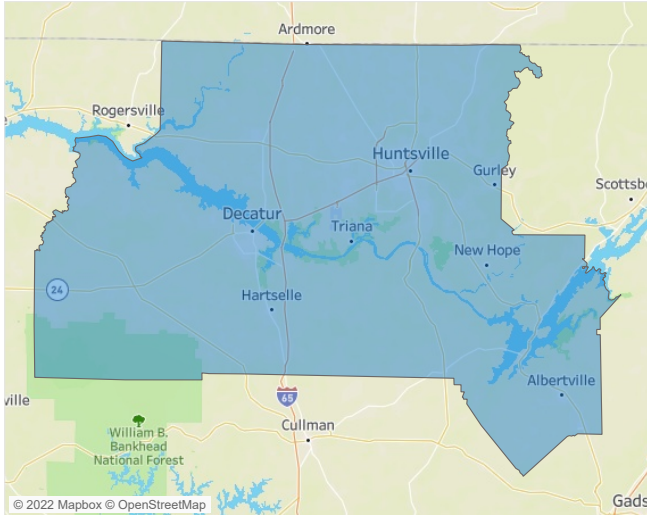 Ardmore
Rogersville
Huntsville
Gurley
Scottsb
Decatur
Triana
New Hope
24
Hartselle
Albertville
ville
65
Cullman
William B.
Bankhead
National Forest
Gads
© 2022 Mapbox © OpenStreetMap